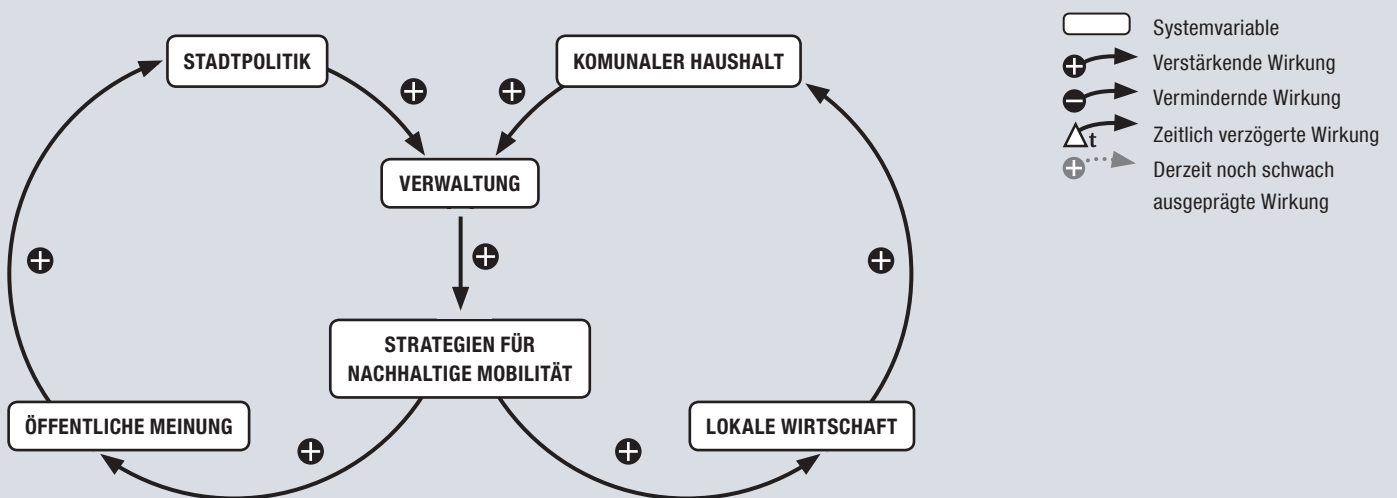 STADTPOLITIK
KOMUNALER HAUSHALT
VERWALTUNG
STRATEGIEN FÜR
NACHHALTIGE MOBILITÄT
ÖFFENTLICHE MEINUNG
LOKALE WIRTSCHAFT
Systemvariable
Verstärkende Wirkung
Vermindernde Wirkung
Δt Zeitlich verzögerte Wirkung
Derzeit noch schwach
ausgeprägte Wirkung